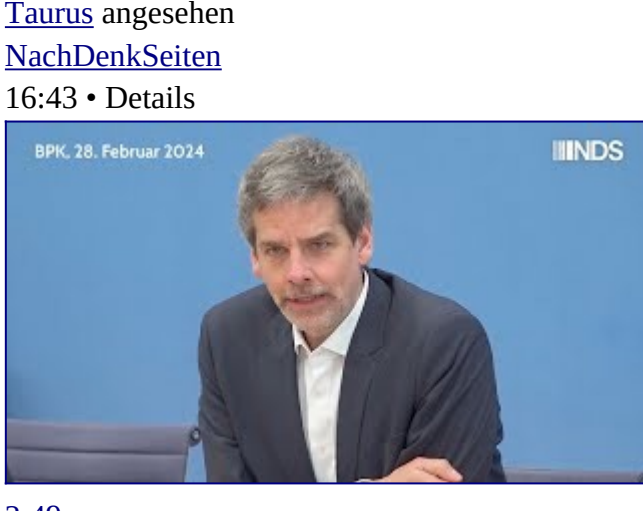 Taurus angesehen
NachDenkSeiten
16:43 • Details
BPK, 28. Februar 2024
NDS